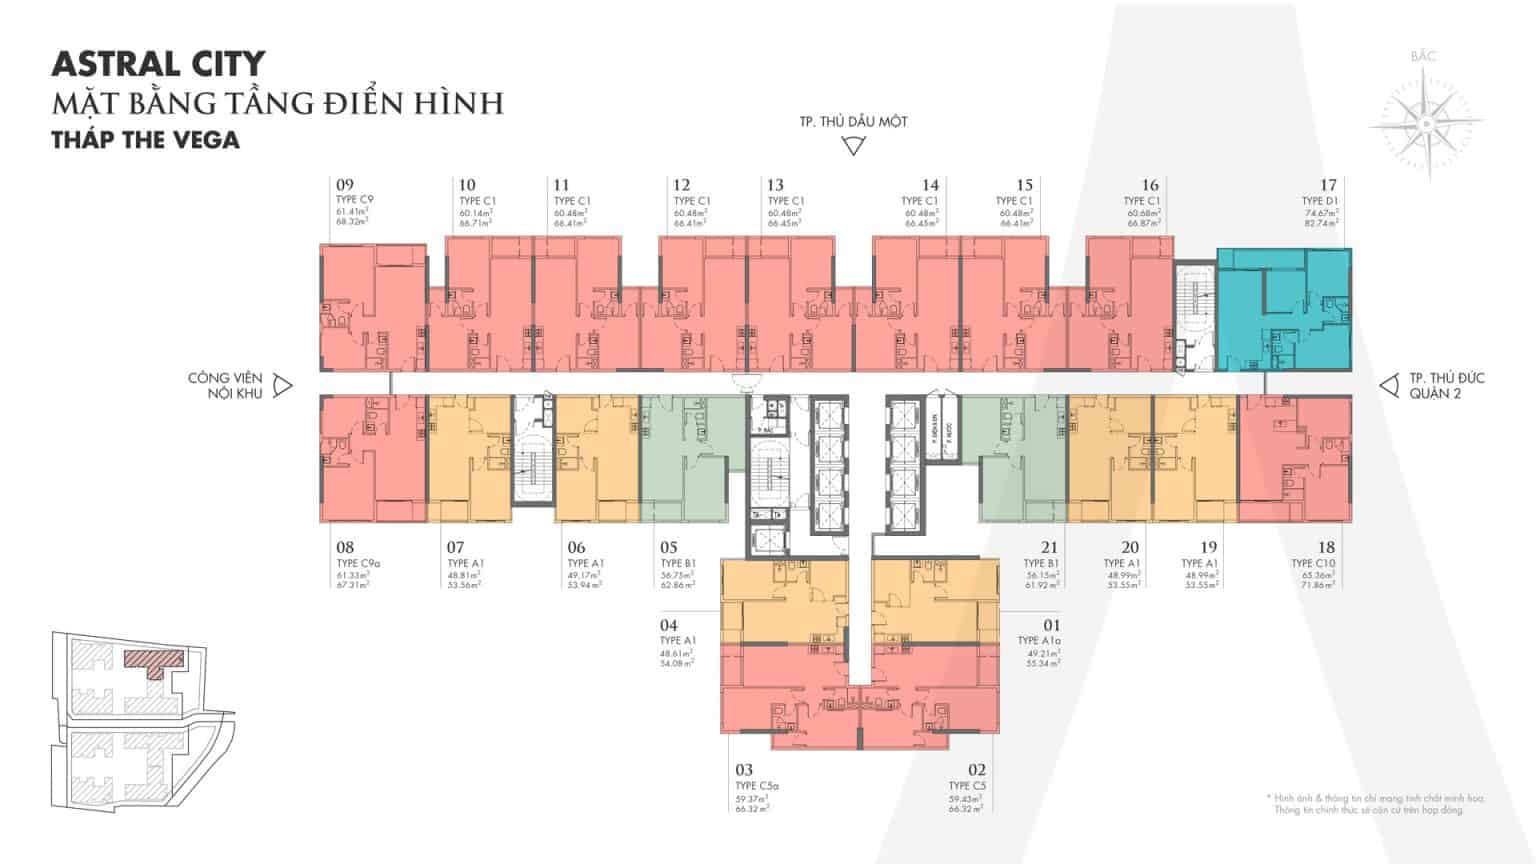 ASTRAL CITY
MẶT BẰNG TẦNG ĐIỂN HÌNH
THÁP THE VEGA
BẮC
TP. THỦ DẦU MỘT
09
TYPE C9
61.41m²
68.32m²
10
TYPE C1
60.14m²
66.71m²
11
TYPE C1
60.48m²
66.41m²
12
TYPE C1
60.48m²
66.41m²
13
TYPE C1
60.48m²
66.45m²
14
TYPE C1
60.48m²
66.45m²
15
TYPE C1
60.48m²
66.41m²
16
TYPE C1
60.68m²
66.87m²
17
TYPE D1
74.67m²
82.74m²
CÔNG VIÊN
NỘI KHU
TP. THỦ ĐỨC
QUẬN 2
P. RÁC
P. ĐIỆN KEN
P. NƯỚC
08
TYPE C9a
61.33m²
67.31m²
07
TYPE A1
48.81m²
53.56m²
06
TYPE A1
49.17m²
53.94m²
05
TYPE B1
56.75m²
62.86m²
21
TYPE B1
56.15m²
61.92m²
20
TYPE A1
48.99m²
53.55m²
19
TYPE A1
48.99m²
53.55m²
18
TYPE C10
65.36m²
71.86m²
04
TYPE A1
48.61m²
54.08m²
01
TYPE A1a
49.21m²
55.34m²
03
TYPE C5a
59.37m²
66.32m²
02
TYPE C5
59.43m²
66.32m²
* Hình ảnh & thông tin chỉ mang tính chất minh họa.
Thông tin chính thức sẽ căn cứ trên hợp đồng.